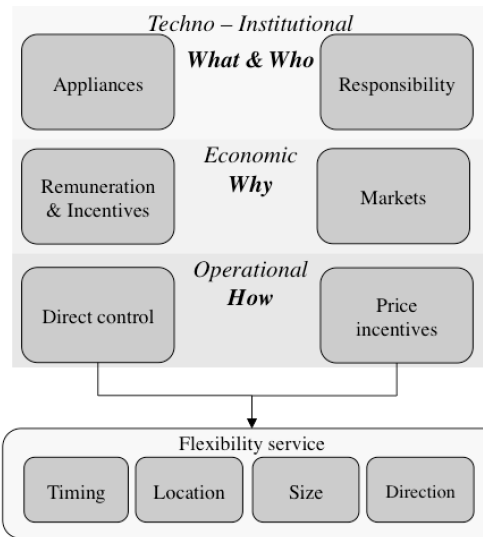 Techno – Institutional
What & Who
Appliances
Responsibility
Economic
Why
Remuneration
& Incentives
Markets
Operational
How
Direct control
Price
incentives
Flexibility service
Timing
Location
Size
Direction